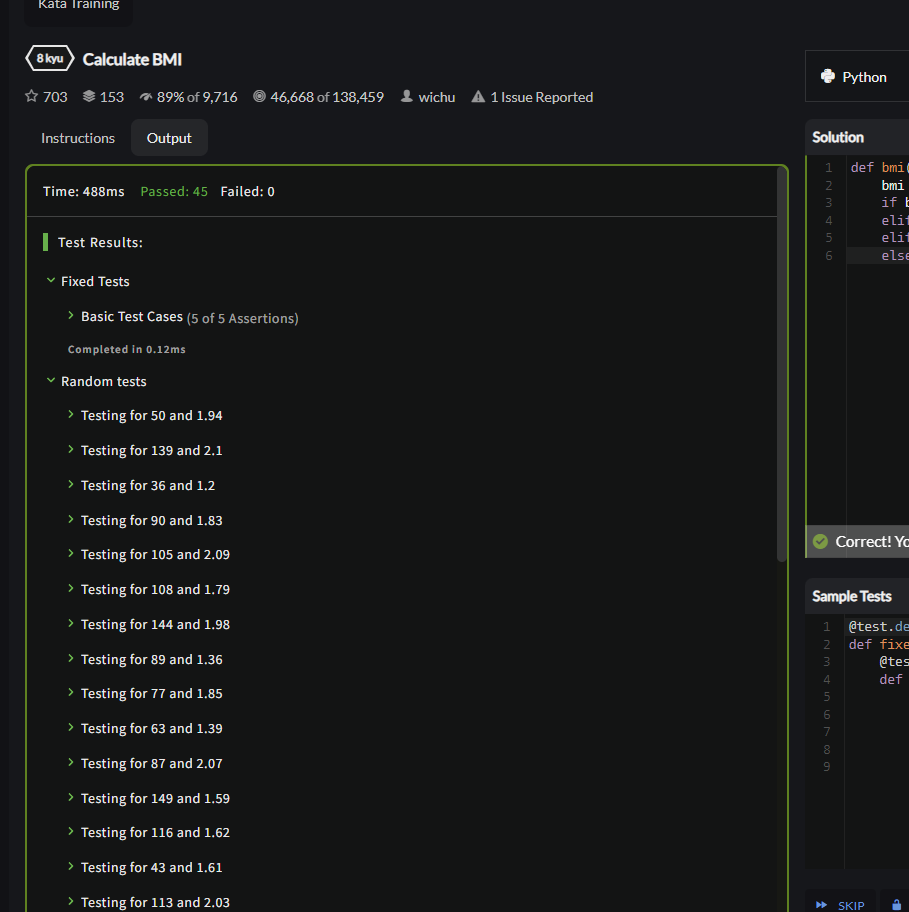 Kata Training
8 kyu Calculate BMI
703 153 89% of 9,716 46,668 of 138,459 wichu 1 Issue Reported
Instructions Output
Time: 488ms Passed: 45 Failed: 0
Test Results:
Fixed Tests
Basic Test Cases (5 of 5 Assertions)
Completed in 0.12ms
Random tests
Testing for 50 and 1.94
Testing for 139 and 2.1
Testing for 36 and 1.2
Testing for 90 and 1.83
Testing for 105 and 2.09
Testing for 108 and 1.79
Testing for 144 and 1.98
Testing for 89 and 1.36
Testing for 77 and 1.85
Testing for 63 and 1.39
Testing for 87 and 2.07
Testing for 149 and 1.59
Testing for 116 and 1.62
Testing for 43 and 1.61
Testing for 113 and 2.03
Python
Solution
1 def bmi(
2 bmi
3 if b
4 elif
5 elif
6 else
Correct! Yo
Sample Tests
1 @test.de
2 def fixe
3 @tes
4 def
5
6
7
8
9
SKIP